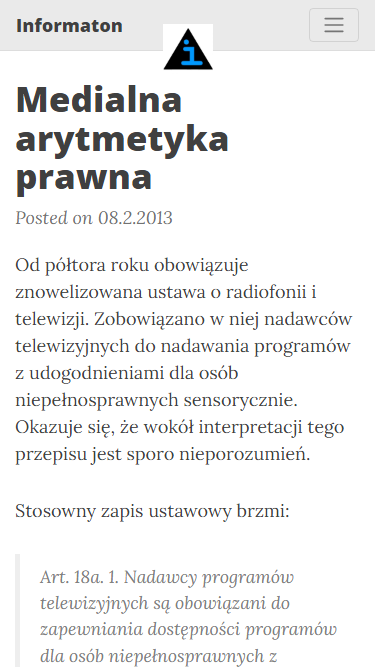 Informaton
i
Medialna
arytmetyka
prawna
Posted on 08.2.2013
Od półtora roku obowiązuje
znowelizowana ustawa o radiofonii i
telewizji. Zobowiązano w niej nadawców
telewizyjnych do nadawania programów
z udogodnieniami dla osób
niepełnosprawnych sensorycznie.
Okazuje się, że wokół interpretacji tego
przepisu jest sporo nieporozumień.
Stosowny zapis ustawowy brzmi:
Art. 18a. 1. Nadawcy programów
telewizyjnych są obowiązani do
zapewniania dostępności programów
dla osób niepełnosprawnych z